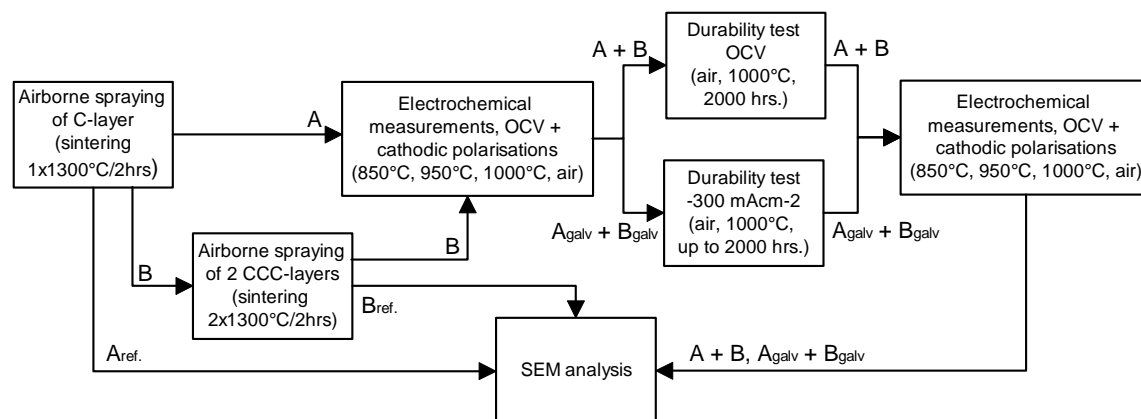 Airborne spraying
of C-layer
(sintering
1x1300°C/2hrs)
A
B
Airborne spraying
of 2 CCC-layers
(sintering
2x1300°C/2hrs)
B
Bref.
Aref.
Electrochemical
measurements, OCV +
cathodic polarisations
(850°C, 950°C, 1000°C, air)
A + B
Durability test
OCV
(air, 1000°C,
2000 hrs.)
A + B
Agalv + Bgalv
Durability test
-300 mAcm-2
(air, 1000°C,
up to 2000 hrs.)
Agalv + Bgalv
Electrochemical
measurements, OCV +
cathodic polarisations
(850°C, 950°C, 1000°C, air)
A + B, Agalv + Bgalv
SEM analysis